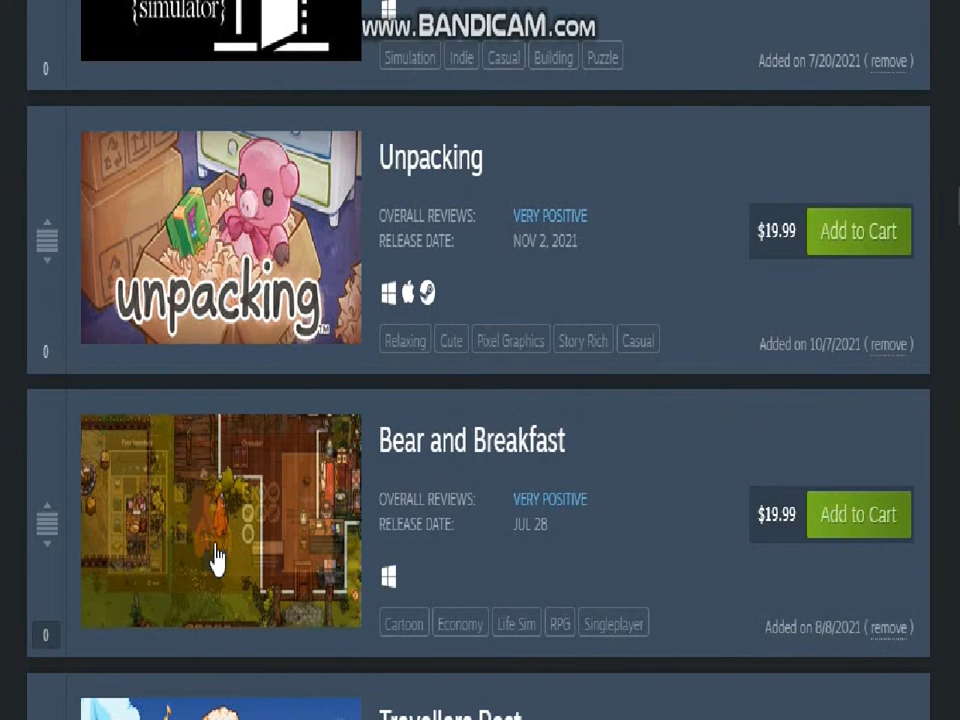 {simulator}
www.BANDICAM.com
Simulation Indie Casual Building Puzzle
0
Added on 7/20/2021 ( remove )
unpacking
TM
Unpacking
OVERALL REVIEWS: VERY POSITIVE
RELEASE DATE: NOV 2, 2021
$19.99 Add to Cart
Relaxing Cute Pixel Graphics Story Rich Casual
0
Added on 10/7/2021 ( remove )
Bear and Breakfast
OVERALL REVIEWS: VERY POSITIVE
RELEASE DATE: JUL 28
$19.99 Add to Cart
Cartoon Economy Life Sim RPG Singleplayer
0
Added on 8/8/2021 ( remove )
Travellers Rest